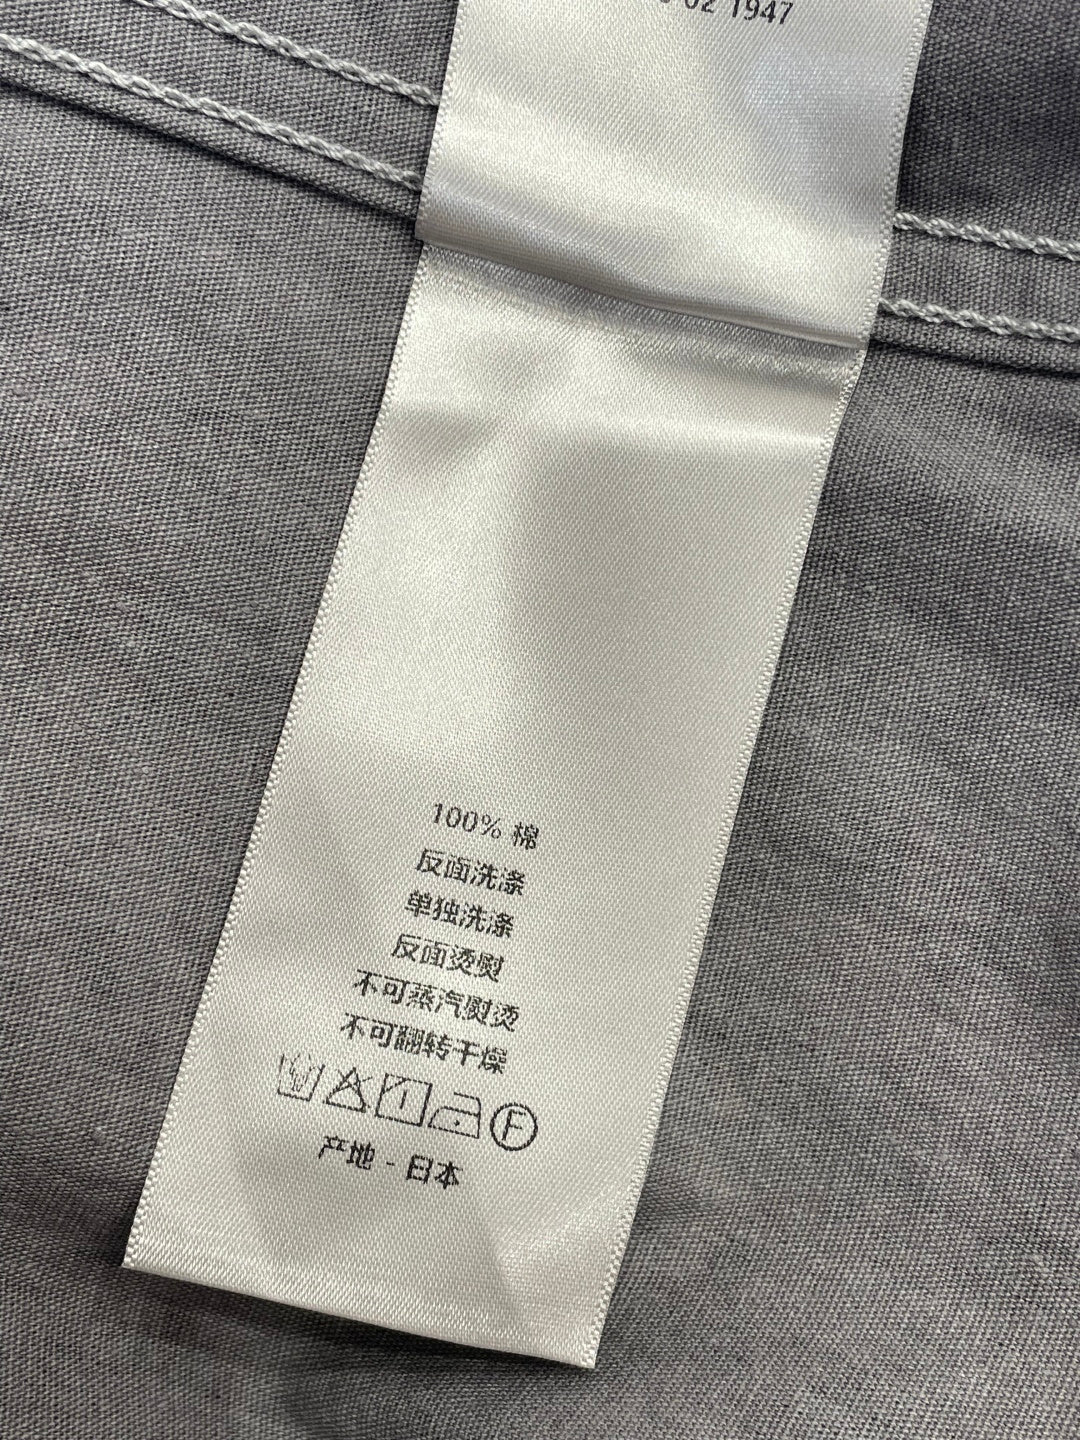 02 1947
100% 棉
反面洗涤
单独洗涤
反面烫熨
不可蒸汽熨烫
不可翻转干燥
F
产地 - 日本